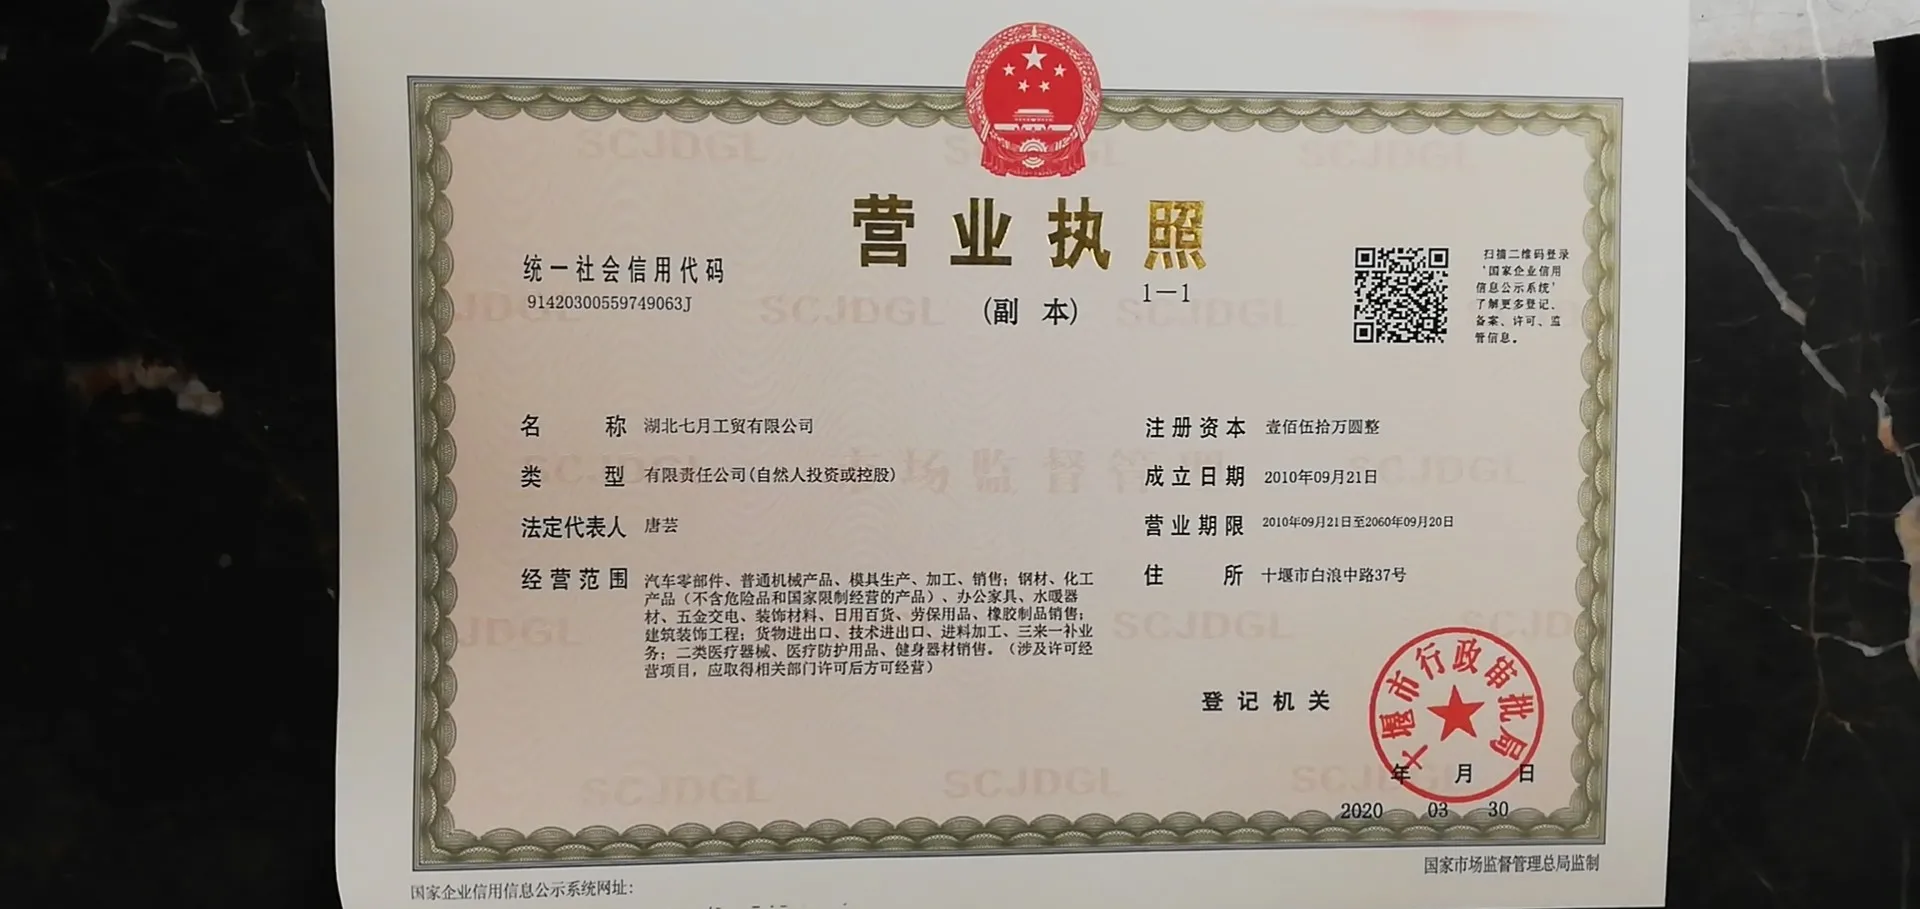 营业执照
(副 本)
1—1
统一社会信用代码
91420300559749063J
扫描二维码登录
'国家企业信用
信息公示系统'
了解更多登记、
备案、许可、监
管信息。
名 称 湖北七月工贸有限公司
类 型 有限责任公司(自然人投资或控股)
法定代表人 唐芸
经营范围 汽车零部件、普通机械产品、模具生产、加工、销售；钢材、化工
产品（不含危险品和国家限制经营的产品）、办公家具、水暖器
材、五金交电、装饰材料、日用百货、劳保用品、橡胶制品销售；
建筑装饰工程；货物进出口、技术进出口、进料加工、三来一补业
务；二类医疗器械、医疗防护用品、健身器材销售。（涉及许可经
营项目，应取得相关部门许可后方可经营）
注册资本 壹佰伍拾万圆整
成立日期 2010年09月21日
营业期限 2010年09月21日至2060年09月20日
住 所 十堰市白浪中路37号
登记机关
十堰市行政审批局
年 月 日
2020 03 30
国家企业信用信息公示系统网址:
国家市场监督管理总局监制
SCJDGL
市场监督管理